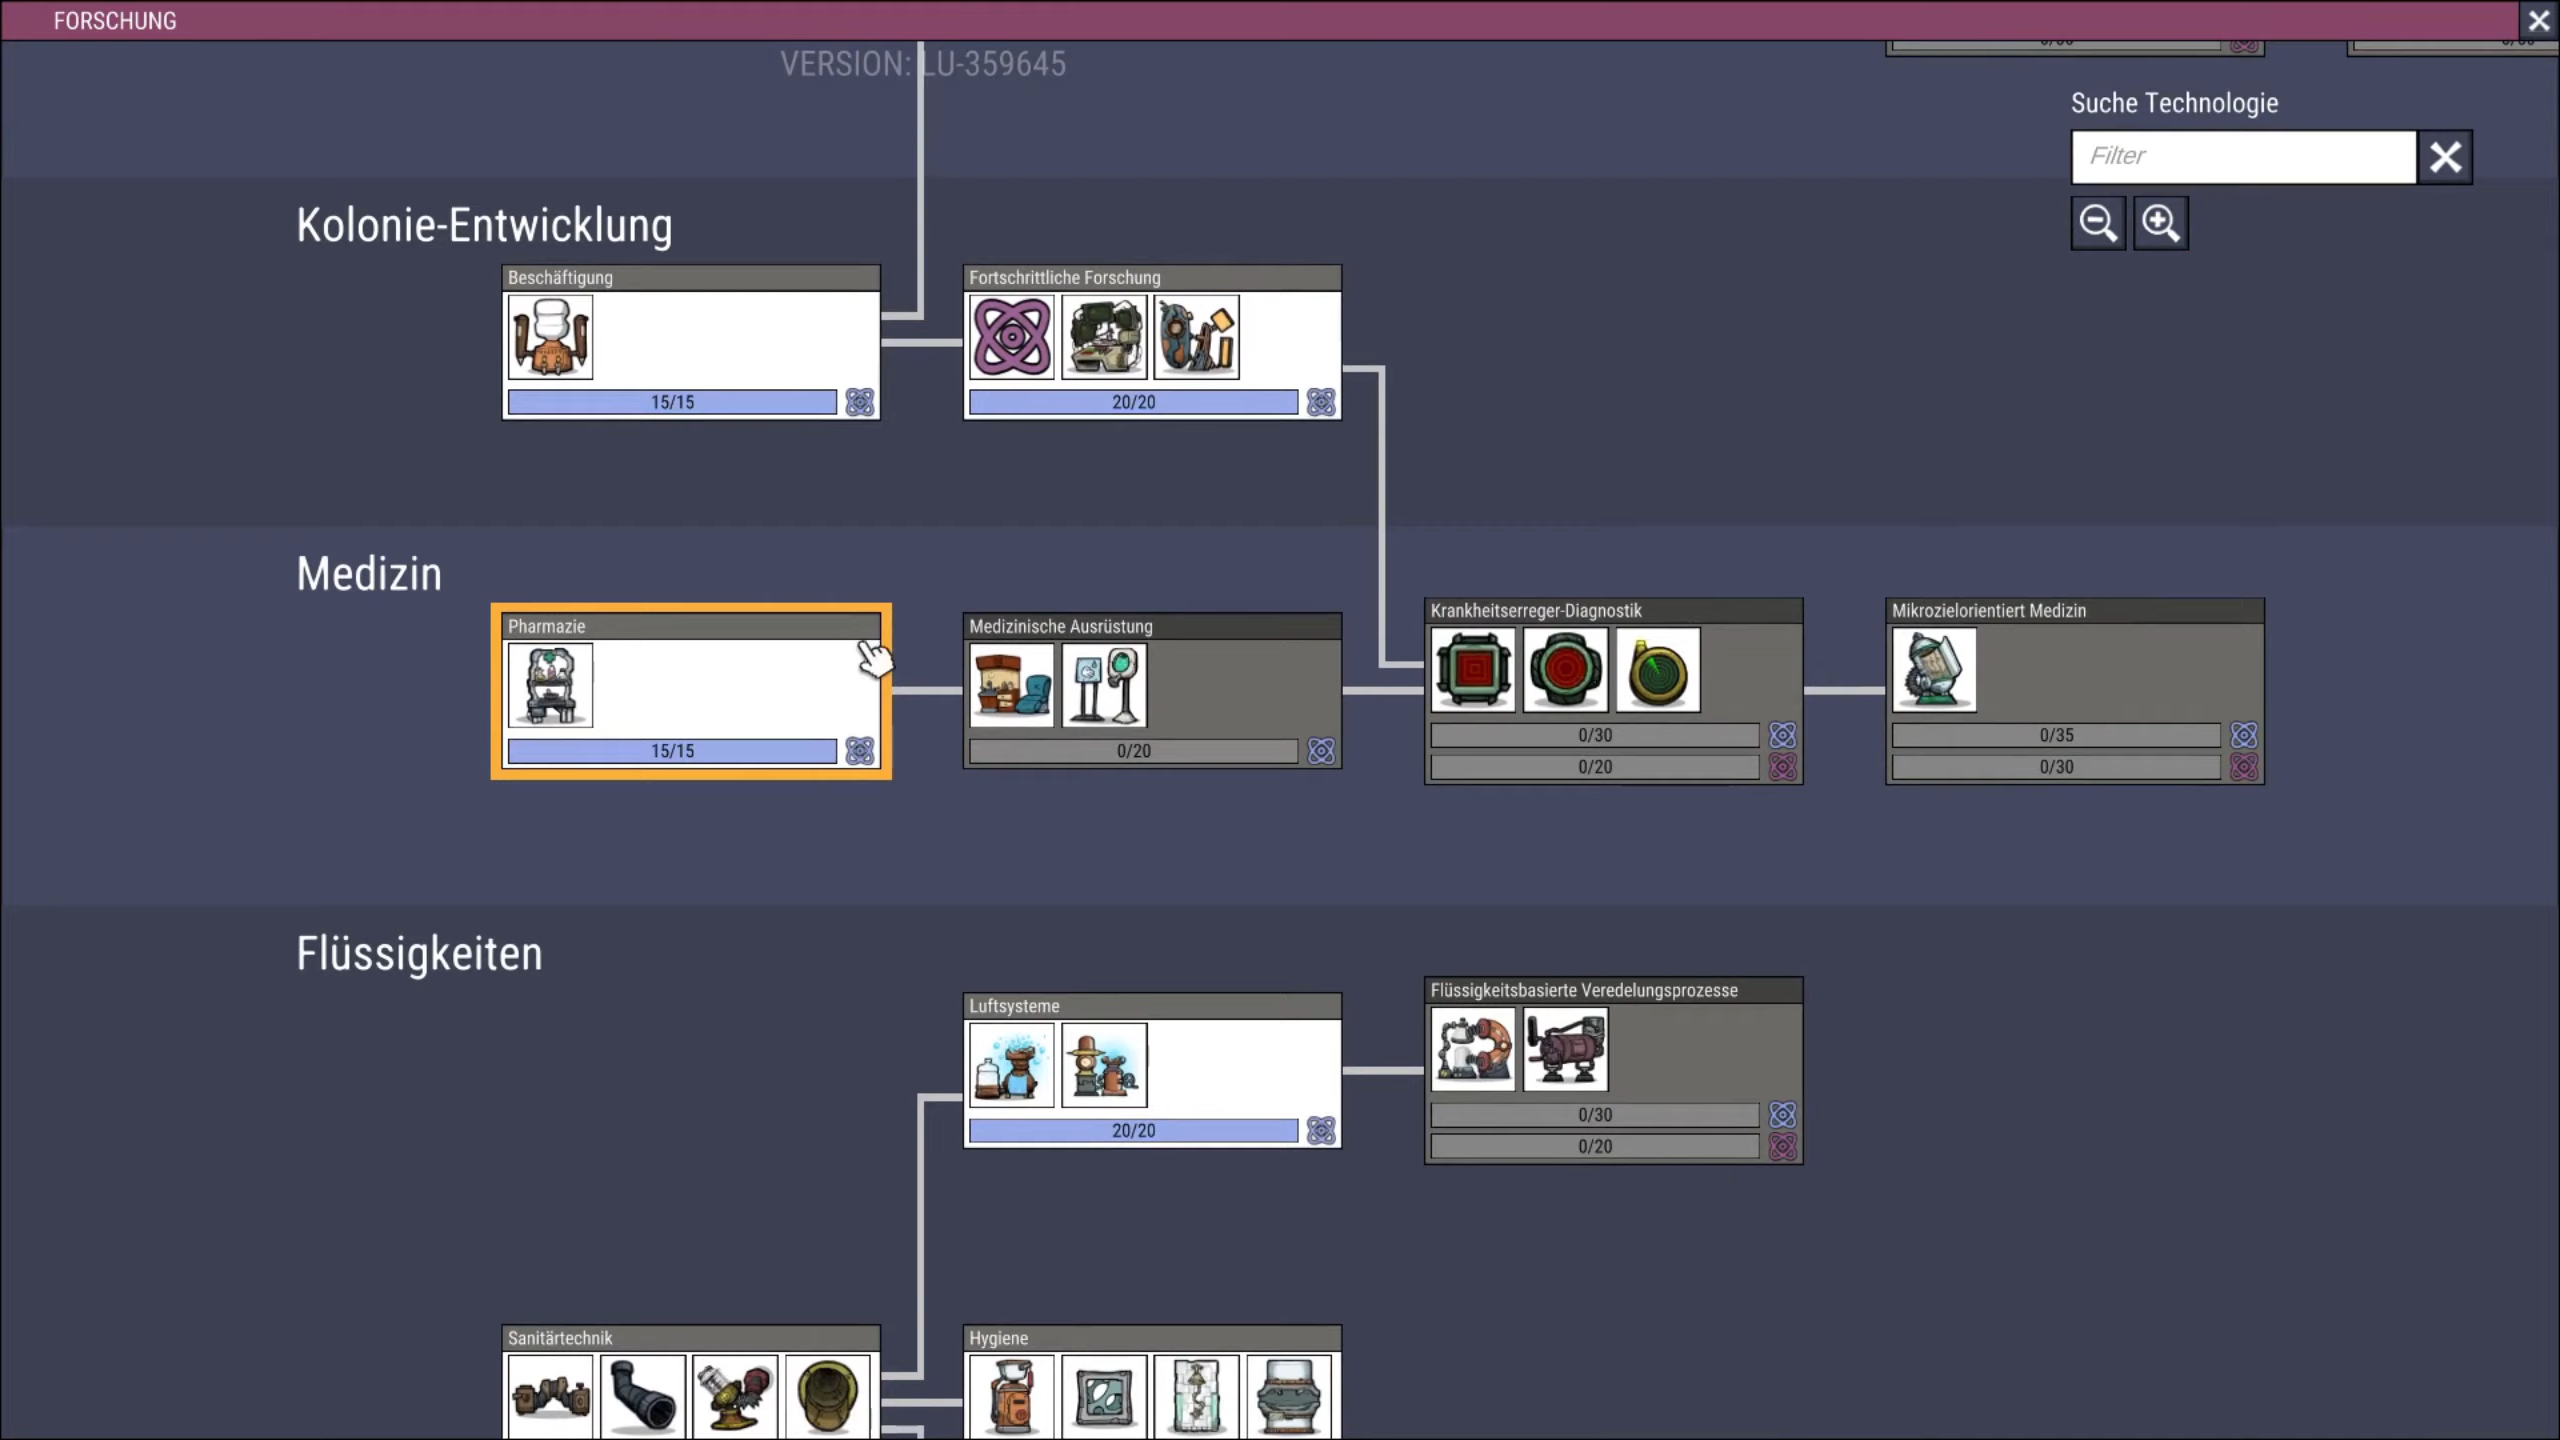 FORSCHUNG
VERSION: LU-359645
Suche Technologie
Filter
Kolonie-Entwicklung
Beschäftigung
15/15
Fortschrittliche Forschung
20/20
Medizin
Pharmazie
15/15
Medizinische Ausrüstung
0/20
Krankheitserreger-Diagnostik
0/30
0/20
Mikrozielorientiert Medizin
0/35
0/30
Flüssigkeiten
Luftsysteme
20/20
Flüssigkeitsbasierte Veredelungsprozesse
0/30
0/20
Sanitärtechnik
Hygiene